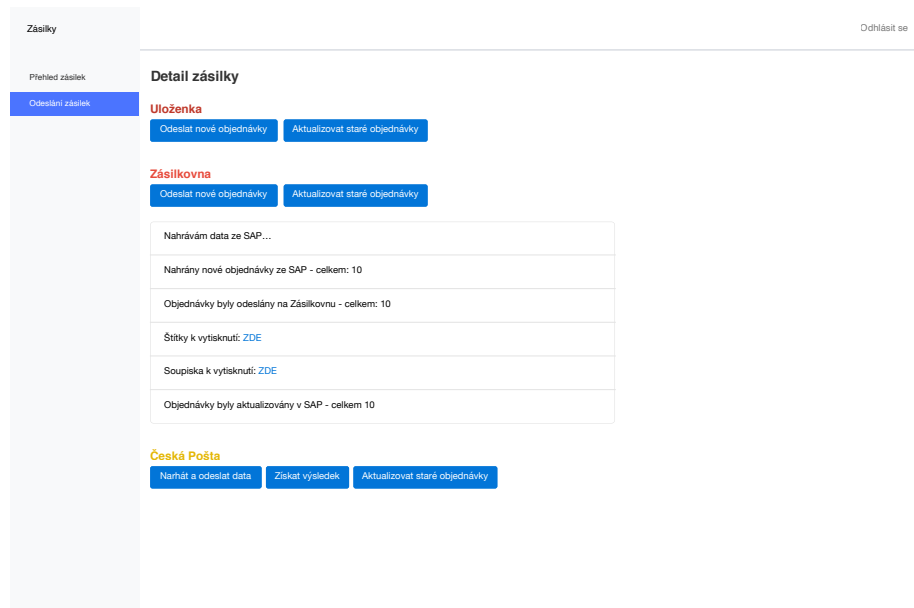 Zásilky
Odhlásit se
Přehled zásilek
Odeslání zásilek
Detail zásilky
Uloženka
Odeslat nové objednávky
Aktualizovat staré objednávky
Zásilkovna
Odeslat nové objednávky
Aktualizovat staré objednávky
Nahrávám data ze SAP...
Nahrány nové objednávky ze SAP - celkem: 10
Objednávky byly odeslány na Zásilkovnu - celkem: 10
Štítky k vytisknutí: ZDE
Soupiska k vytisknutí: ZDE
Objednávky byly aktualizovány v SAP - celkem 10
Česká Pošta
Narhát a odeslat data
Získat výsledek
Aktualizovat staré objednávky